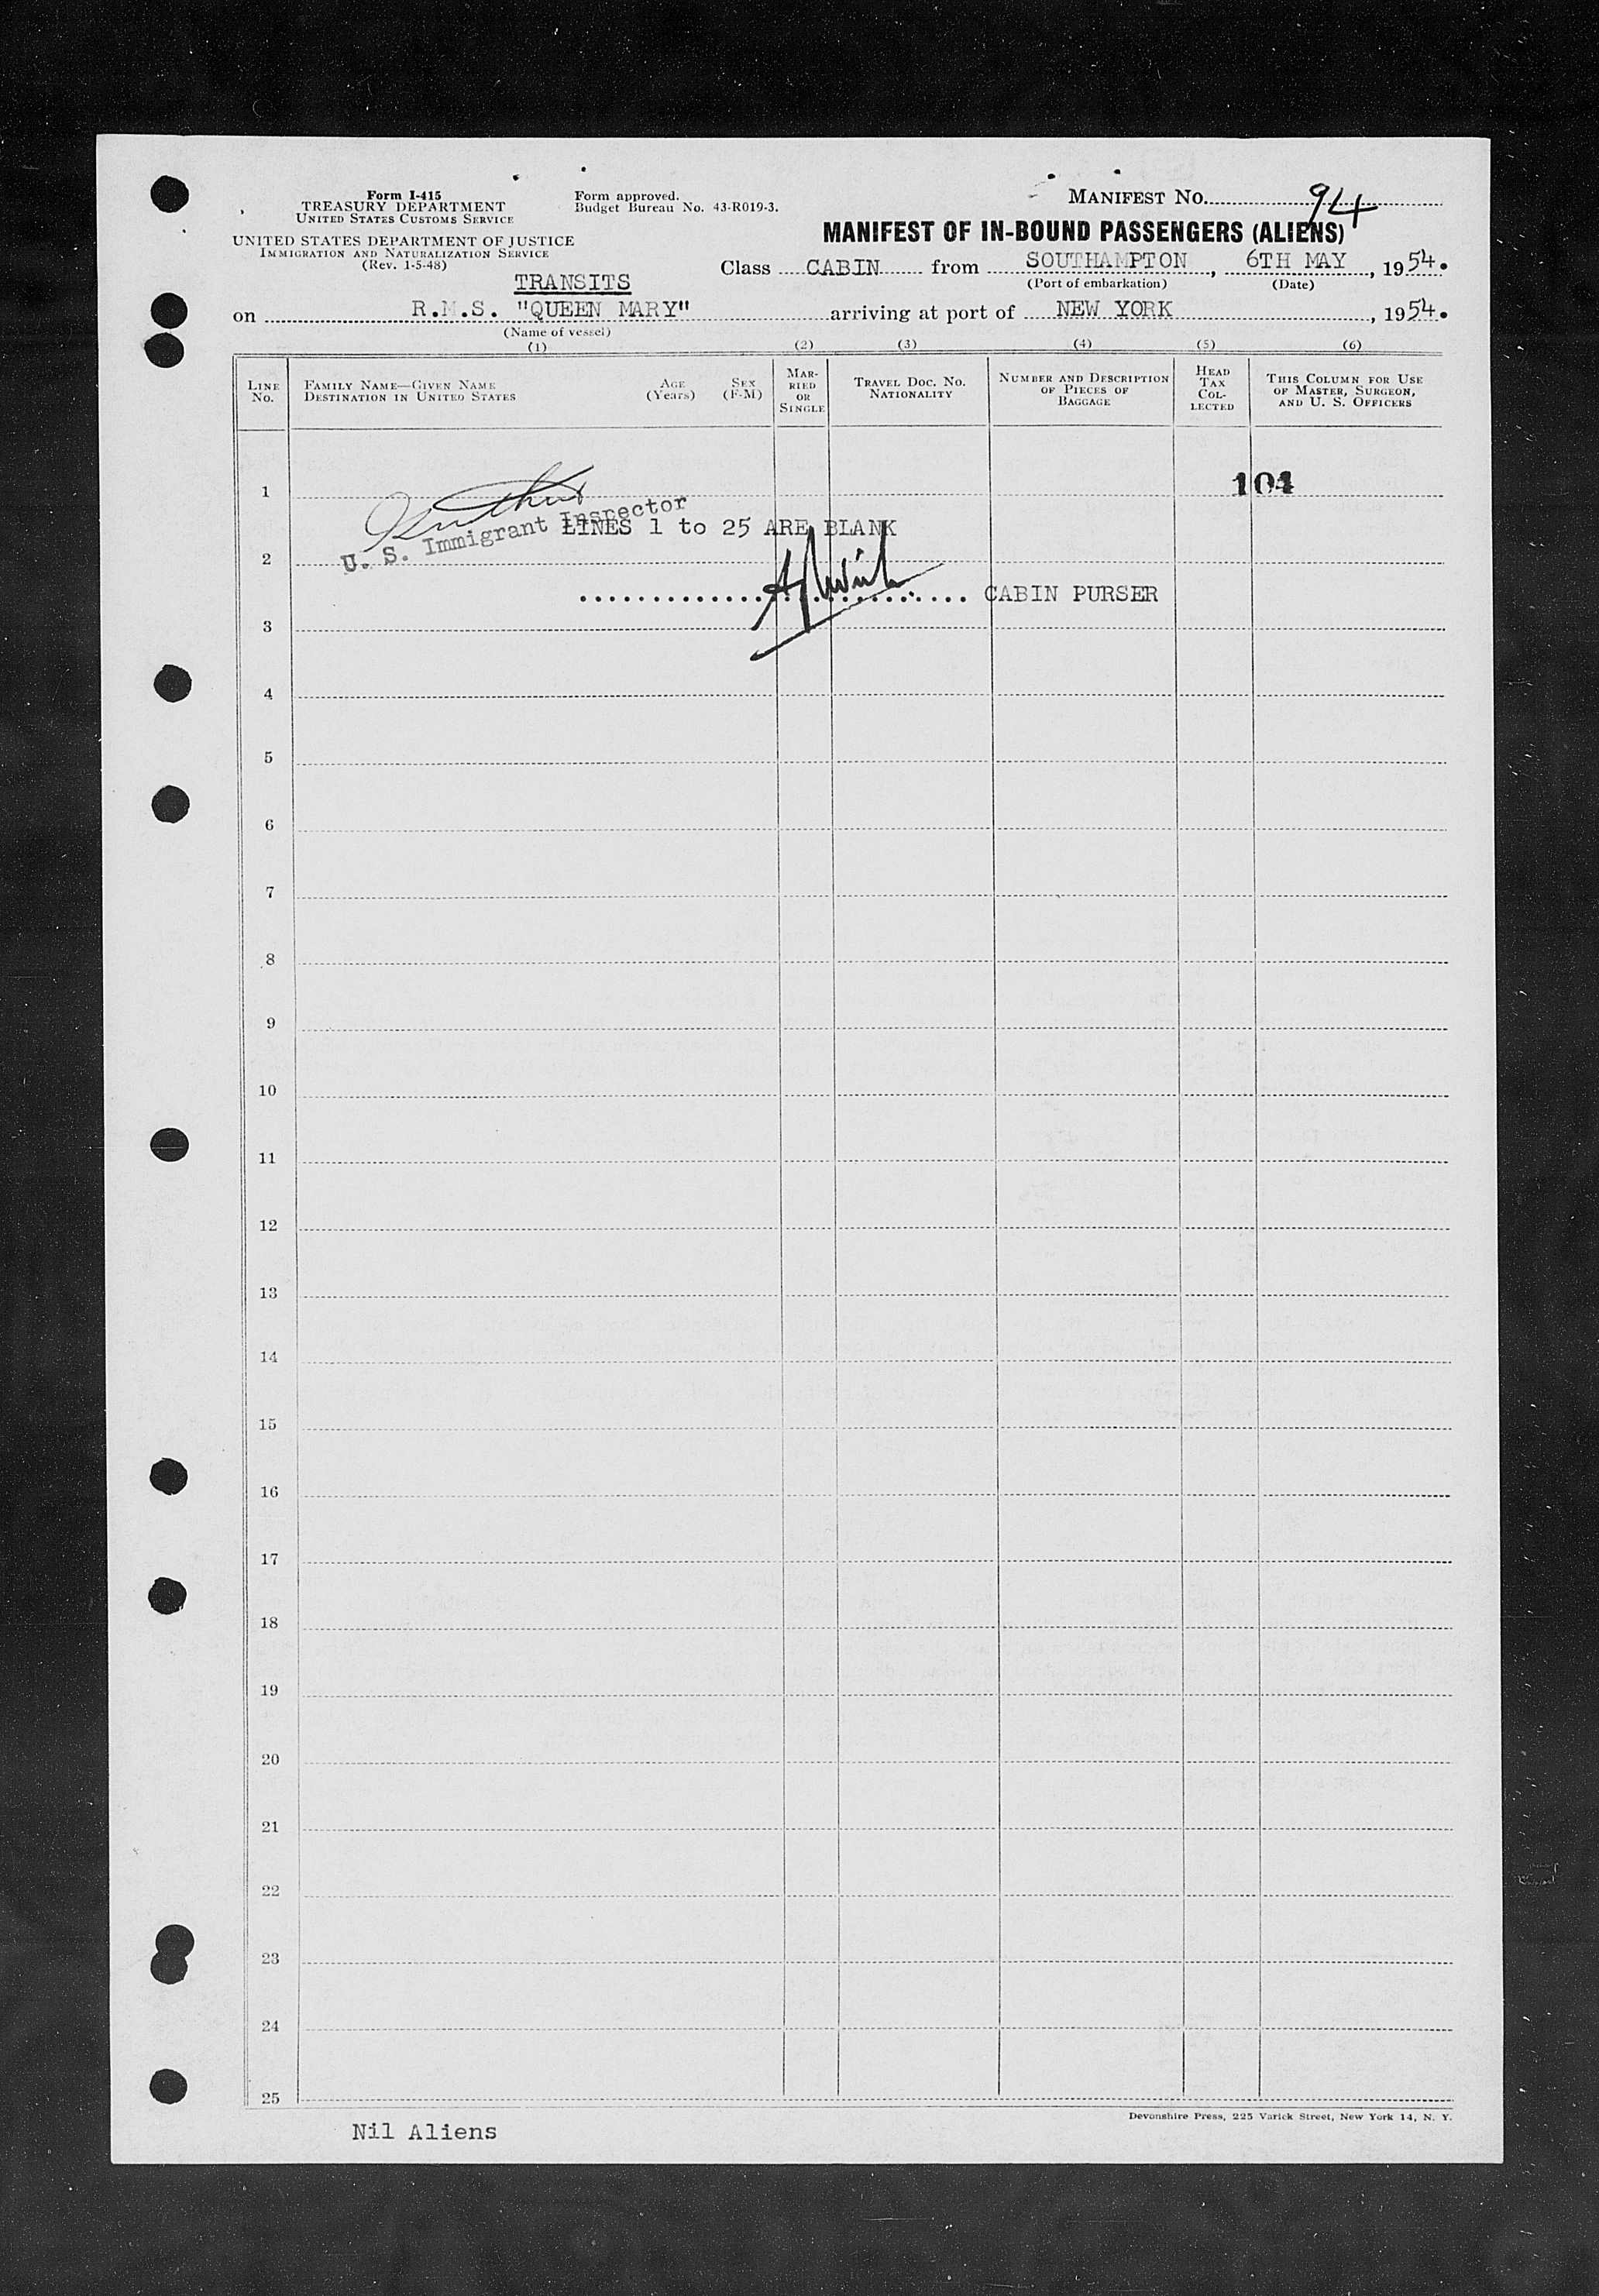 Form I-415
TREASURY DEPARTMENT
UNITED STATES CUSTOMS SERVICE
Form approved.
Budget Bureau No. 43-R019-3.
MANIFEST NO. 94
UNITED STATES DEPARTMENT OF JUSTICE
IMMIGRATION AND NATURALIZATION SERVICE
(Rev. 1-5-48)
MANIFEST OF IN-BOUND PASSENGERS (ALIENS)
Class CABIN from SOUTHAMPTON, 6TH MAY, 1954.
(Port of embarkation) (Date)
TRANSITS
on R.M.S. "QUEEN MARY" arriving at port of NEW YORK, 1954.
(Name of vessel)
(1) (2) (3) (4) (5) (6)
LINE NO.
FAMILY NAME—GIVEN NAME
DESTINATION IN UNITED STATES
AGE (Years)
SEX (F-M)
MAR-RIED OR SINGLE
TRAVEL DOC. NO. NATIONALITY
NUMBER AND DESCRIPTION OF PIECES OF BAGGAGE
HEAD TAX COL-LECTED
THIS COLUMN FOR USE OF MASTER, SURGEON, AND U. S. OFFICERS
1
104
U. S. Immigrant Inspector
LINES 1 to 25 ARE BLANK
2
CABIN PURSER
3
4
5
6
7
8
9
10
11
12
13
14
15
16
17
18
19
20
21
22
23
24
25
Devonshire Press, 225 Varick Street, New York 14, N. Y.
Nil Aliens